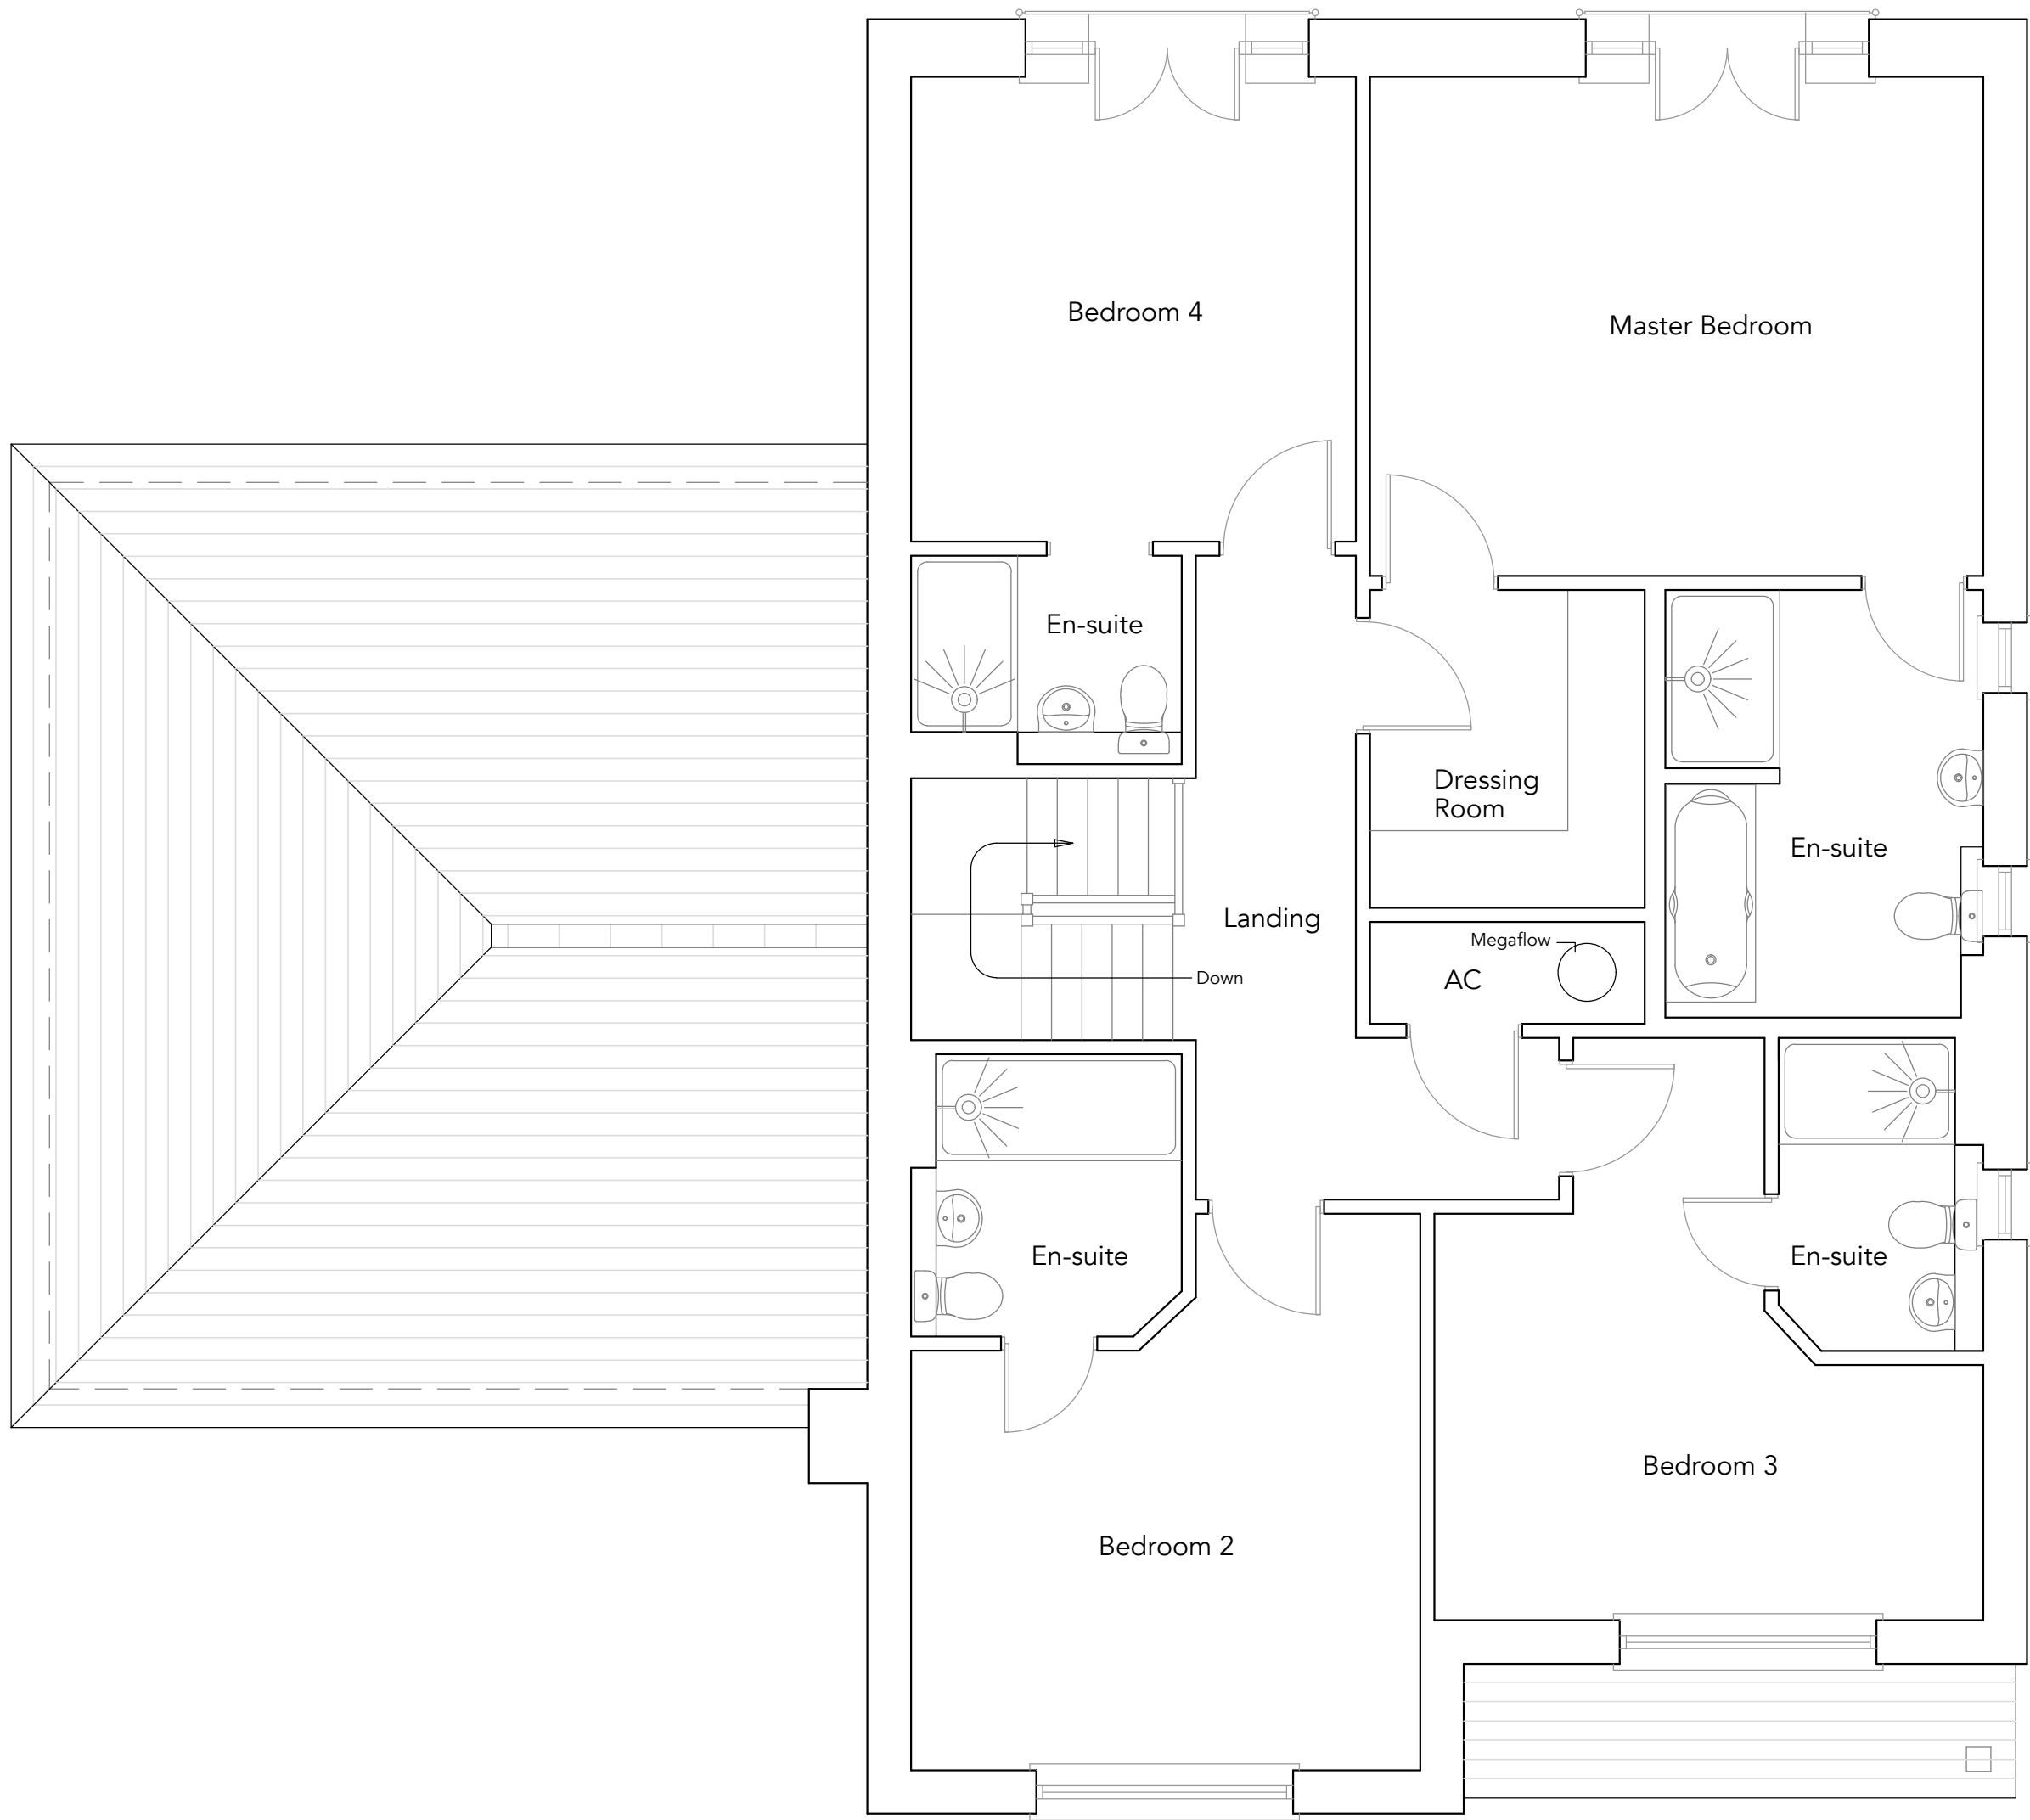 Bedroom 4
Master Bedroom
En-suite
Dressing
Room
En-suite
Landing
Megaflow
AC
Down
En-suite
En-suite
Bedroom 3
Bedroom 2